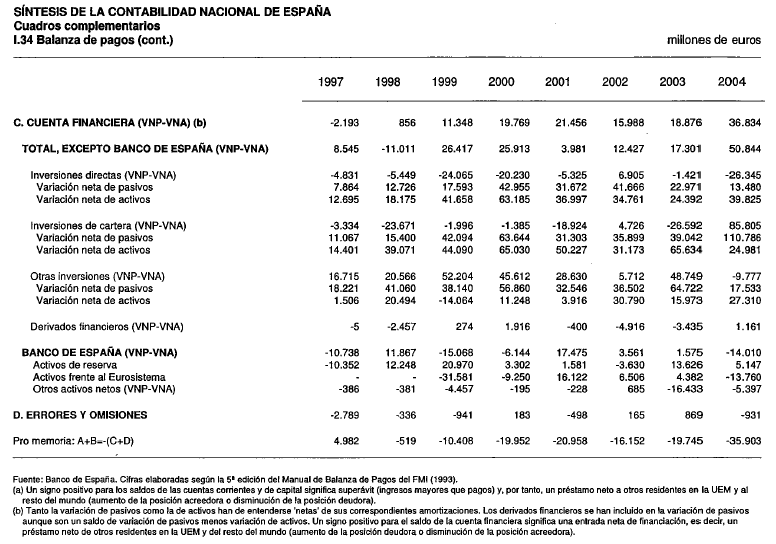 SÍNTESIS DE LA CONTABILIDAD NACIONAL DE ESPAÑA
Cuadros complementarios
I.34 Balanza de pagos (cont.) millones de euros
1997 1998 1999 2000 2001 2002 2003 2004
C. CUENTA FINANCIERA (VNP-VNA) (b) -2.193 856 11.348 19.769 21.456 15.988 18.876 36.834
TOTAL, EXCEPTO BANCO DE ESPAÑA (VNP-VNA) 8.545 -11.011 26.417 25.913 3.981 12.427 17.301 50.844
Inversiones directas (VNP-VNA) -4.831 -5.449 -24.065 -20.230 -5.325 6.905 -1.421 -26.345
Variación neta de pasivos 7.864 12.726 17.593 42.955 31.672 41.666 22.971 13.480
Variación neta de activos 12.695 18.175 41.658 63.185 36.997 34.761 24.392 39.825
Inversiones de cartera (VNP-VNA) -3.334 -23.671 -1.996 -1.385 -18.924 4.726 -26.592 85.805
Variación neta de pasivos 11.067 15.400 42.094 63.644 31.303 35.899 39.042 110.786
Variación neta de activos 14.401 39.071 44.090 65.030 50.227 31.173 65.634 24.981
Otras inversiones (VNP-VNA) 16.715 20.566 52.204 45.612 28.630 5.712 48.749 -9.777
Variación neta de pasivos 18.221 41.060 38.140 56.860 32.546 36.502 64.722 17.533
Variación neta de activos 1.506 20.494 -14.064 11.248 3.916 30.790 15.973 27.310
Derivados financieros (VNP-VNA) -5 -2.457 274 1.916 -400 -4.916 -3.435 1.161
BANCO DE ESPAÑA (VNP-VNA) -10.738 11.867 -15.068 -6.144 17.475 3.561 1.575 -14.010
Activos de reserva -10.352 12.248 20.970 3.302 1.581 -3.630 13.626 5.147
Activos frente al Eurosistema - - -31.581 -9.250 16.122 6.506 4.382 -13.760
Otros activos netos (VNP-VNA) -386 -381 -4.457 -195 -228 685 -16.433 -5.397
D. ERRORES Y OMISIONES -2.789 -336 -941 183 -498 165 869 -931
Pro memoria: A+B=-(C+D) 4.982 -519 -10.408 -19.952 -20.958 -16.152 -19.745 -35.903
Fuente: Banco de España. Cifras elaboradas según la 5ª edición del Manual de Balanza de Pagos del FMI (1993).
(a) Un signo positivo para los saldos de las cuentas corrientes y de capital significa superávit (ingresos mayores que pagos) y, por tanto, un préstamo neto a otros residentes en la UEM y al
resto del mundo (aumento de la posición acreedora o disminución de la posición deudora).
(b) Tanto la variación de pasivos como la de activos han de entenderse 'netas' de sus correspondientes amortizaciones. Los derivados financieros se han incluido en la variación de pasivos
aunque son un saldo de variación de pasivos menos variación de activos. Un signo positivo para el saldo de la cuenta financiera significa una entrada neta de financiación, es decir, un
préstamo neto de otros residentes en la UEM y del resto del mundo (aumento de la posición deudora o disminución de la posición acreedora).